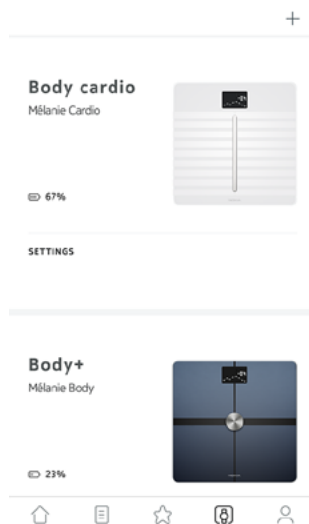 Body cardio
Mélanie Cardio
67%
SETTINGS
Body+
Mélanie Body
23%